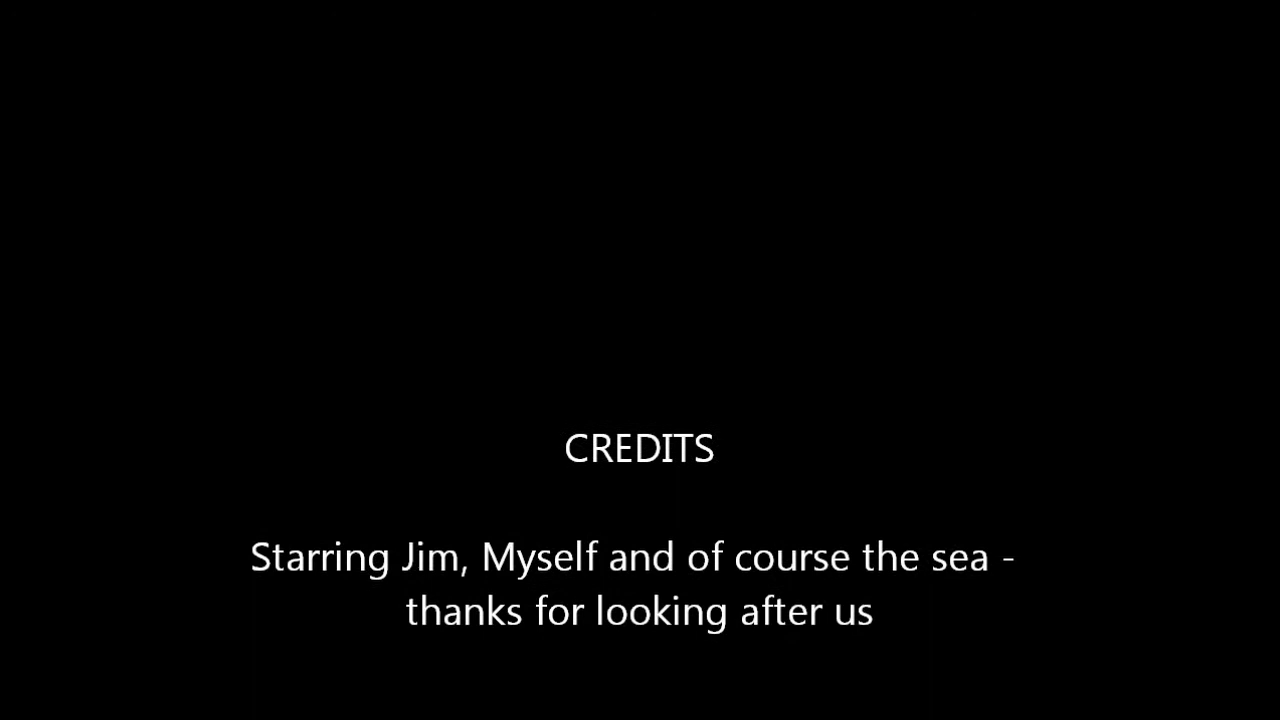 CREDITS
Starring Jim, Myself and of course the sea -
thanks for looking after us